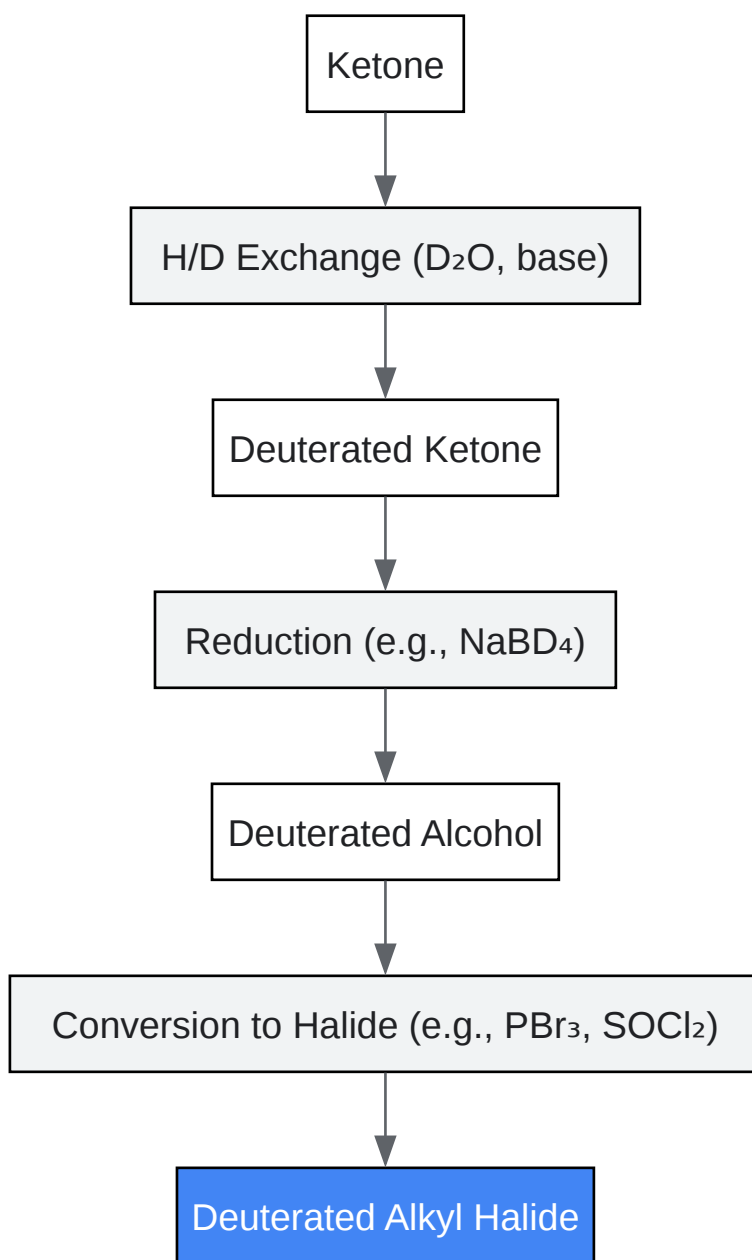 Ketone
H/D Exchange (D₂O, base)
Deuterated Ketone
Reduction (e.g., NaBD₄)
Deuterated Alcohol
Conversion to Halide (e.g., PBr₃, SOCl₂)
Deuterated Alkyl Halide